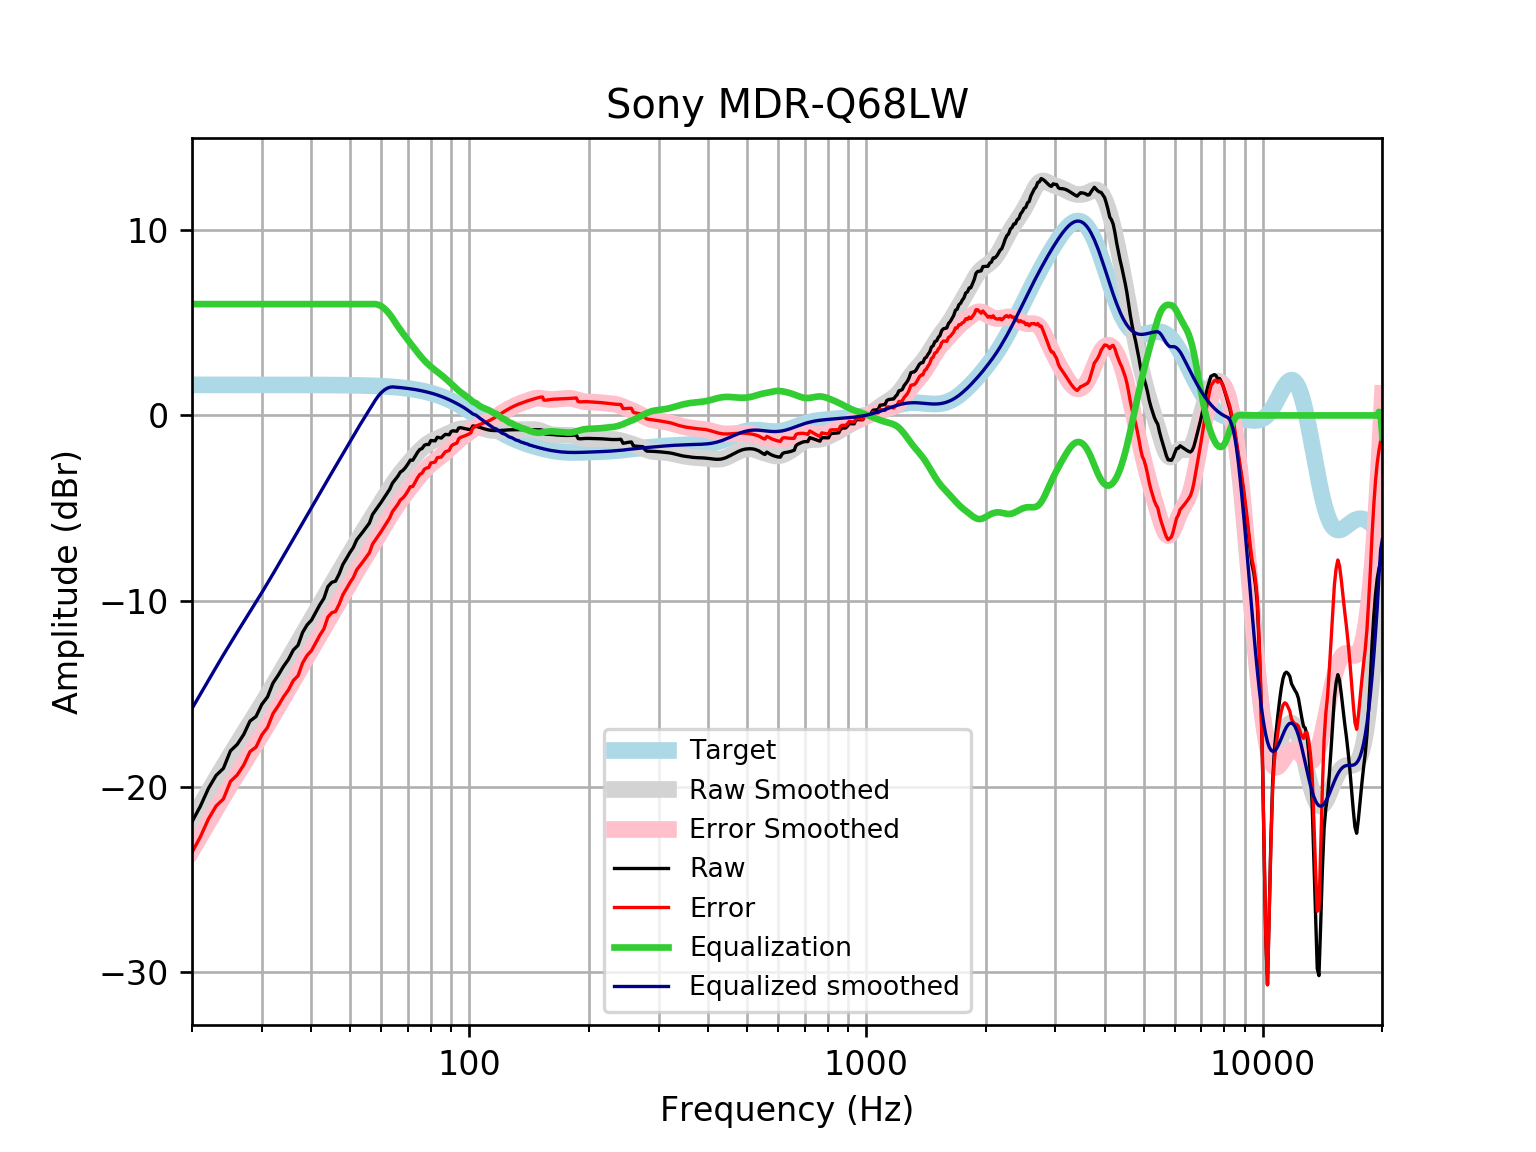 Sony MDR-Q68LW
Amplitude (dBr)
10
0
−10
−20
−30
Target
Raw Smoothed
Error Smoothed
Raw
Error
Equalization
Equalized smoothed
100
1000
10000
Frequency (Hz)